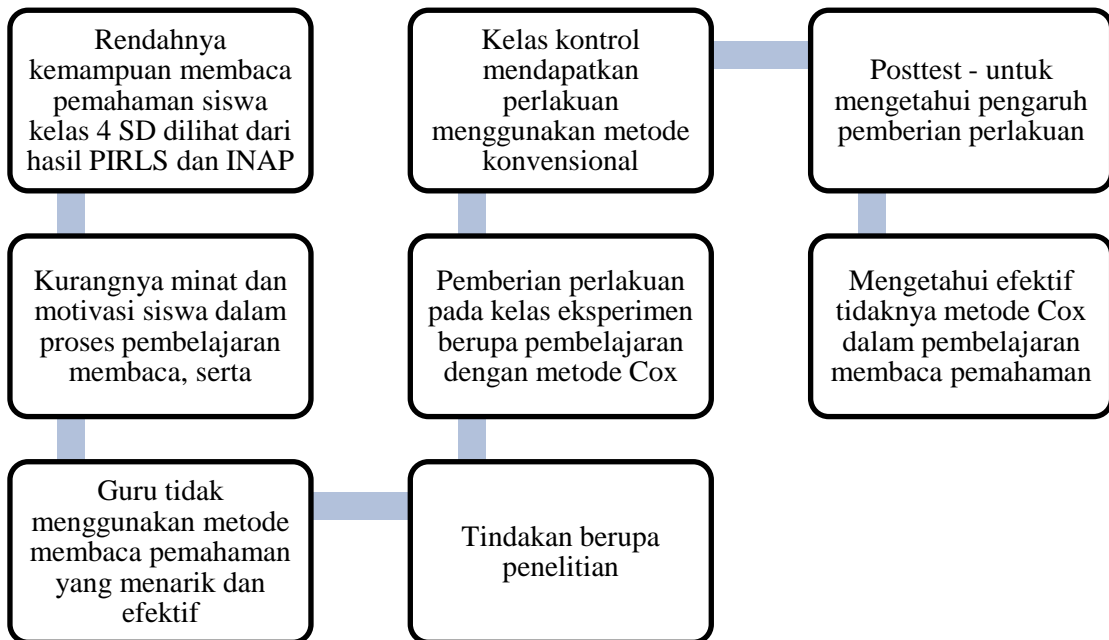 Rendahnya
kemampuan membaca
pemahaman siswa
kelas 4 SD dilihat dari
hasil PIRLS dan INAP
Kurangnya minat dan
motivasi siswa dalam
proses pembelajaran
membaca, serta
Guru tidak
menggunakan metode
membaca pemahaman
yang menarik dan
efektif
Tindakan berupa
penelitian
Pemberian perlakuan
pada kelas eksperimen
berupa pembelajaran
dengan metode Cox
Kelas kontrol
mendapatkan
perlakuan
menggunakan metode
konvensional
Posttest - untuk
mengetahui pengaruh
pemberian perlakuan
Mengetahui efektif
tidaknya metode Cox
dalam pembelajaran
membaca pemahaman